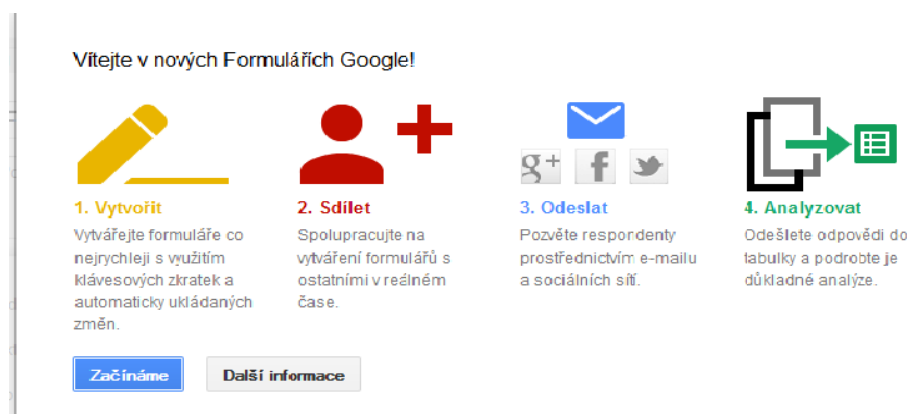 Vítejte v nových Formulářích Google!
g+
f
1. Vytvořit
Vytvářejte formuláře co
nejrychleji s využitím
klávesových zkratek a
automaticky ukládaných
změn.
2. Sdílet
Spolupracujte na
vytváření formulářů s
ostatními v reálném
čase.
3. Odeslat
Pozvěte respondenty
prostřednictvím e-mailu
a sociálních sítí.
4. Analyzovat
Odešlete odpovědi do
tabulky a podrobte je
důkladné analýze.
Začínáme
Další informace